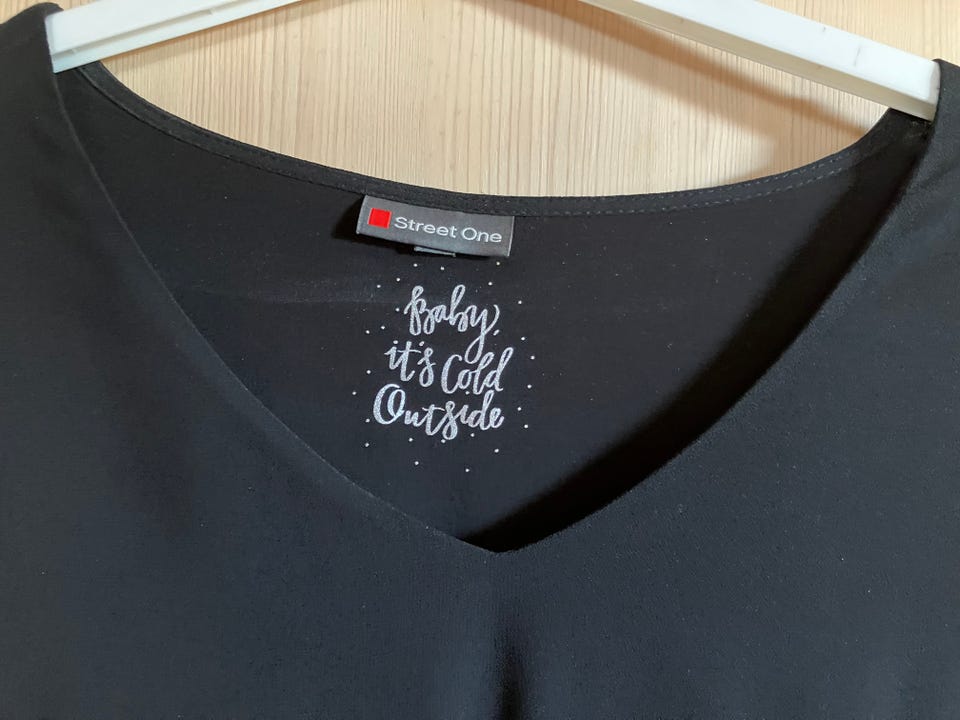 Street One
Baby,
it's Cold
Outside